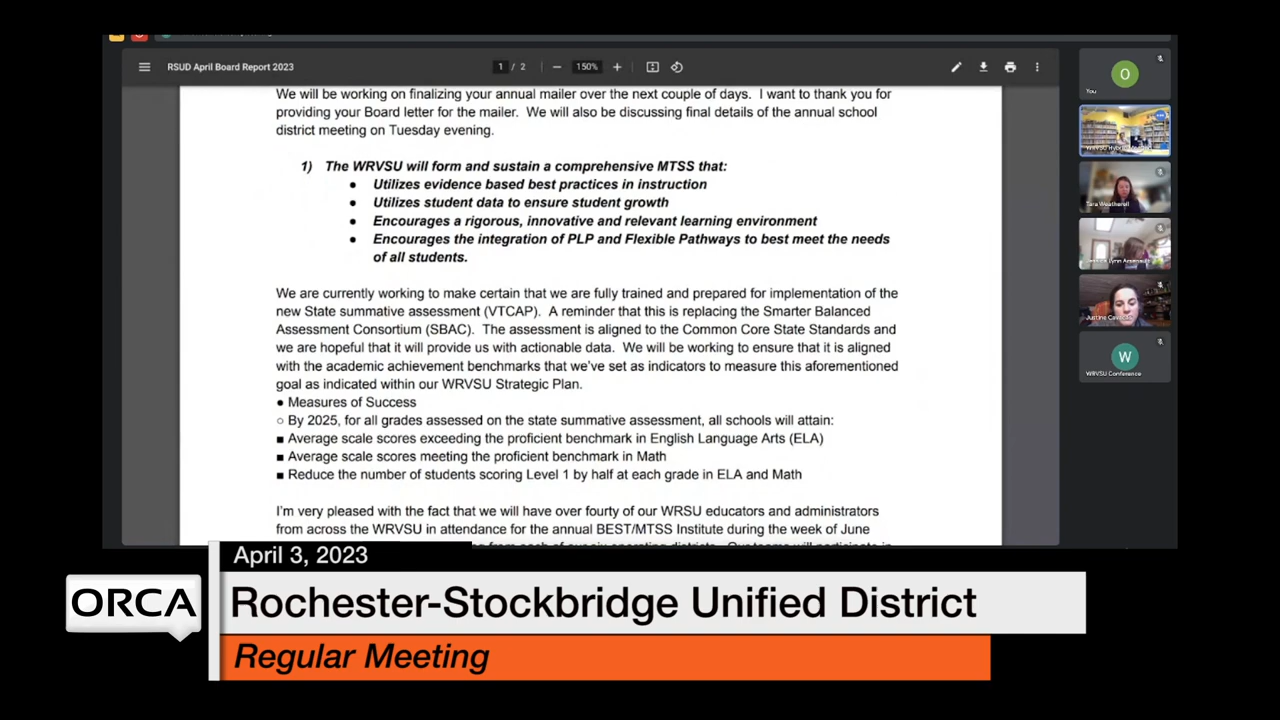 RSUD April Board Report 2023
1 / 2
150%
We will be working on finalizing your annual mailer over the next couple of days. I want to thank you for
providing your Board letter for the mailer. We will also be discussing final details of the annual school
district meeting on Tuesday evening.
1) The WRVSU will form and sustain a comprehensive MTSS that:
● Utilizes evidence based best practices in instruction
● Utilizes student data to ensure student growth
● Encourages a rigorous, innovative and relevant learning environment
● Encourages the integration of PLP and Flexible Pathways to best meet the needs
of all students.
We are currently working to make certain that we are fully trained and prepared for implementation of the
new State summative assessment (VTCAP). A reminder that this is replacing the Smarter Balanced
Assessment Consortium (SBAC). The assessment is aligned to the Common Core State Standards and
we are hopeful that it will provide us with actionable data. We will be working to ensure that it is aligned
with the academic achievement benchmarks that we've set as indicators to measure this aforementioned
goal as indicated within our WRVSU Strategic Plan.
● Measures of Success
○ By 2025, for all grades assessed on the state summative assessment, all schools will attain:
■ Average scale scores exceeding the proficient benchmark in English Language Arts (ELA)
■ Average scale scores meeting the proficient benchmark in Math
■ Reduce the number of students scoring Level 1 by half at each grade in ELA and Math
I'm very pleased with the fact that we will have over fourty of our WRSU educators and administrators
from across the WRVSU in attendance for the annual BEST/MTSS Institute during the week of June
O
You
WRVSU Hybrid
Tara Weatherell
Lynn
Justine
W
WRVSU Conference
April 3, 2023
ORCA
Rochester-Stockbridge Unified District
Regular Meeting